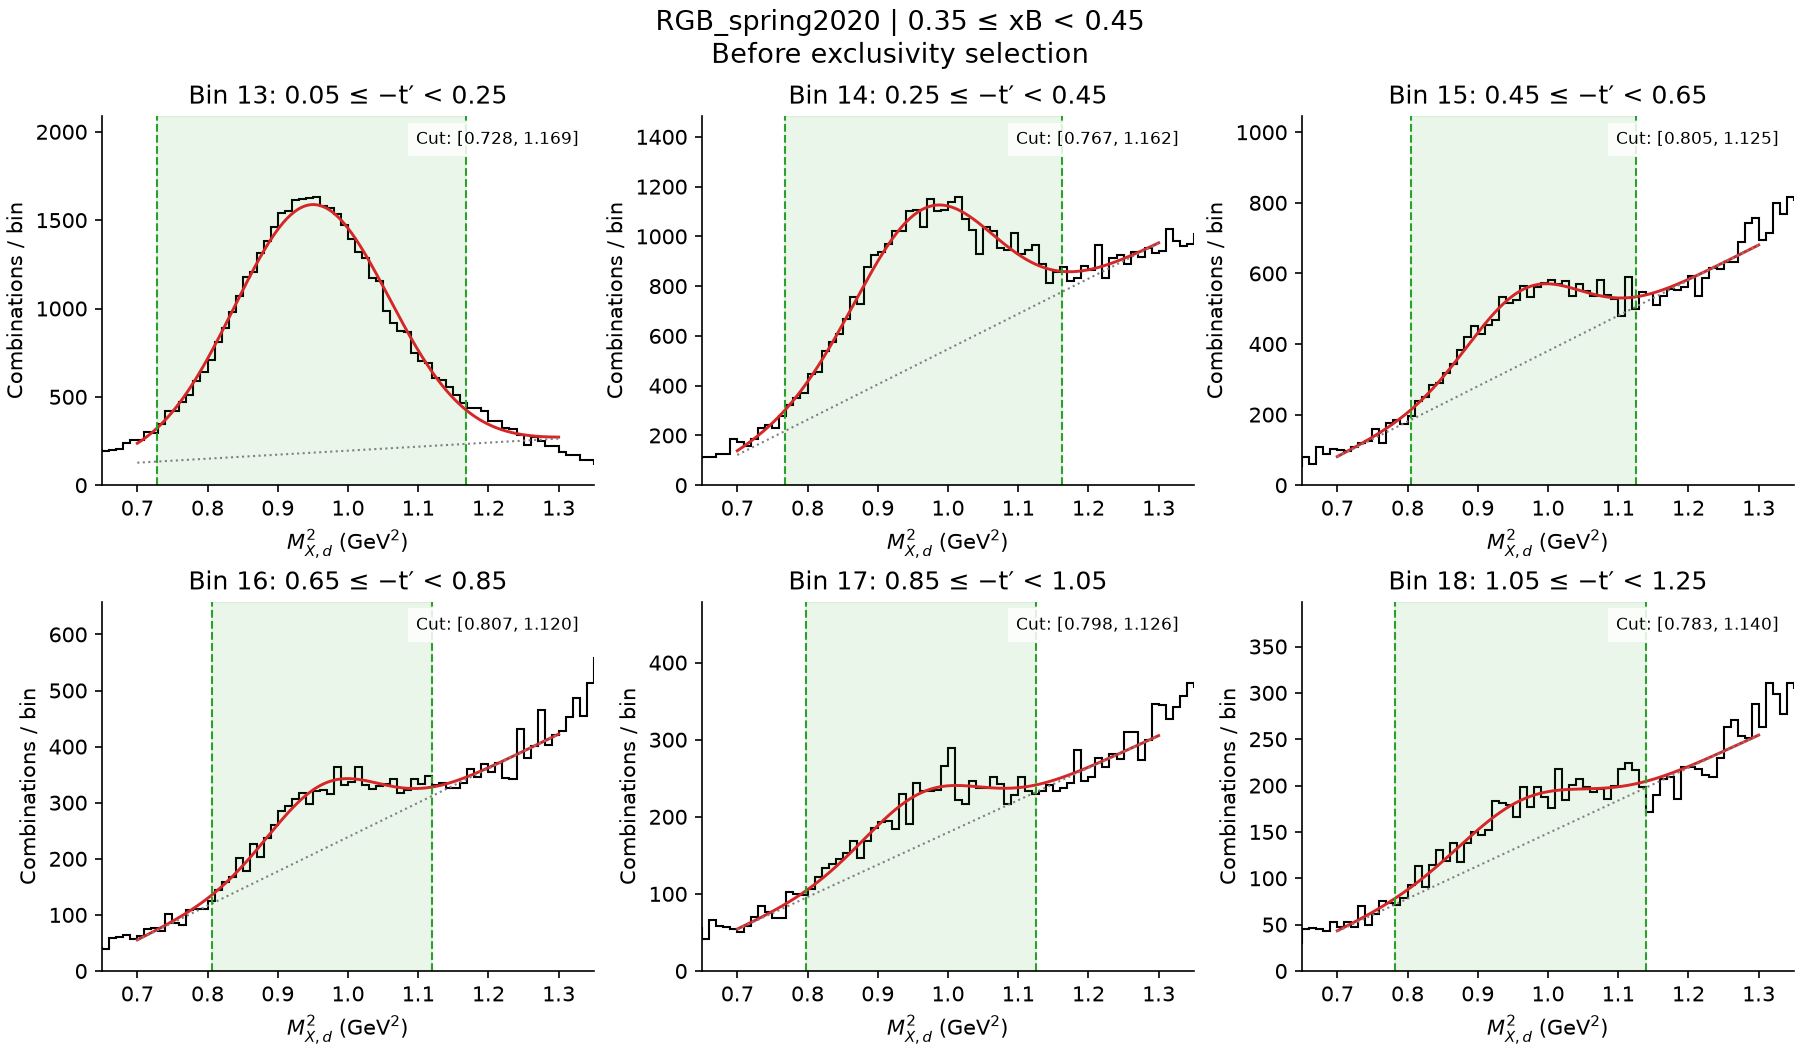 RGB_spring2020 | 0.35 ≤ xB < 0.45
Before exclusivity selection
Bin 13: 0.05 ≤ −t′ < 0.25
Cut: [0.728, 1.169]
Combinations / bin
2000
1500
1000
500
0
0.7 0.8 0.9 1.0 1.1 1.2 1.3
M²_{X,d} (GeV²)
Bin 14: 0.25 ≤ −t′ < 0.45
Cut: [0.767, 1.162]
Combinations / bin
1400
1200
1000
800
600
400
200
0
0.7 0.8 0.9 1.0 1.1 1.2 1.3
M²_{X,d} (GeV²)
Bin 15: 0.45 ≤ −t′ < 0.65
Cut: [0.805, 1.125]
Combinations / bin
1000
800
600
400
200
0
0.7 0.8 0.9 1.0 1.1 1.2 1.3
M²_{X,d} (GeV²)
Bin 16: 0.65 ≤ −t′ < 0.85
Cut: [0.807, 1.120]
Combinations / bin
600
500
400
300
200
100
0
0.7 0.8 0.9 1.0 1.1 1.2 1.3
M²_{X,d} (GeV²)
Bin 17: 0.85 ≤ −t′ < 1.05
Cut: [0.798, 1.126]
Combinations / bin
400
300
200
100
0
0.7 0.8 0.9 1.0 1.1 1.2 1.3
M²_{X,d} (GeV²)
Bin 18: 1.05 ≤ −t′ < 1.25
Cut: [0.783, 1.140]
Combinations / bin
350
300
250
200
150
100
50
0
0.7 0.8 0.9 1.0 1.1 1.2 1.3
M²_{X,d} (GeV²)